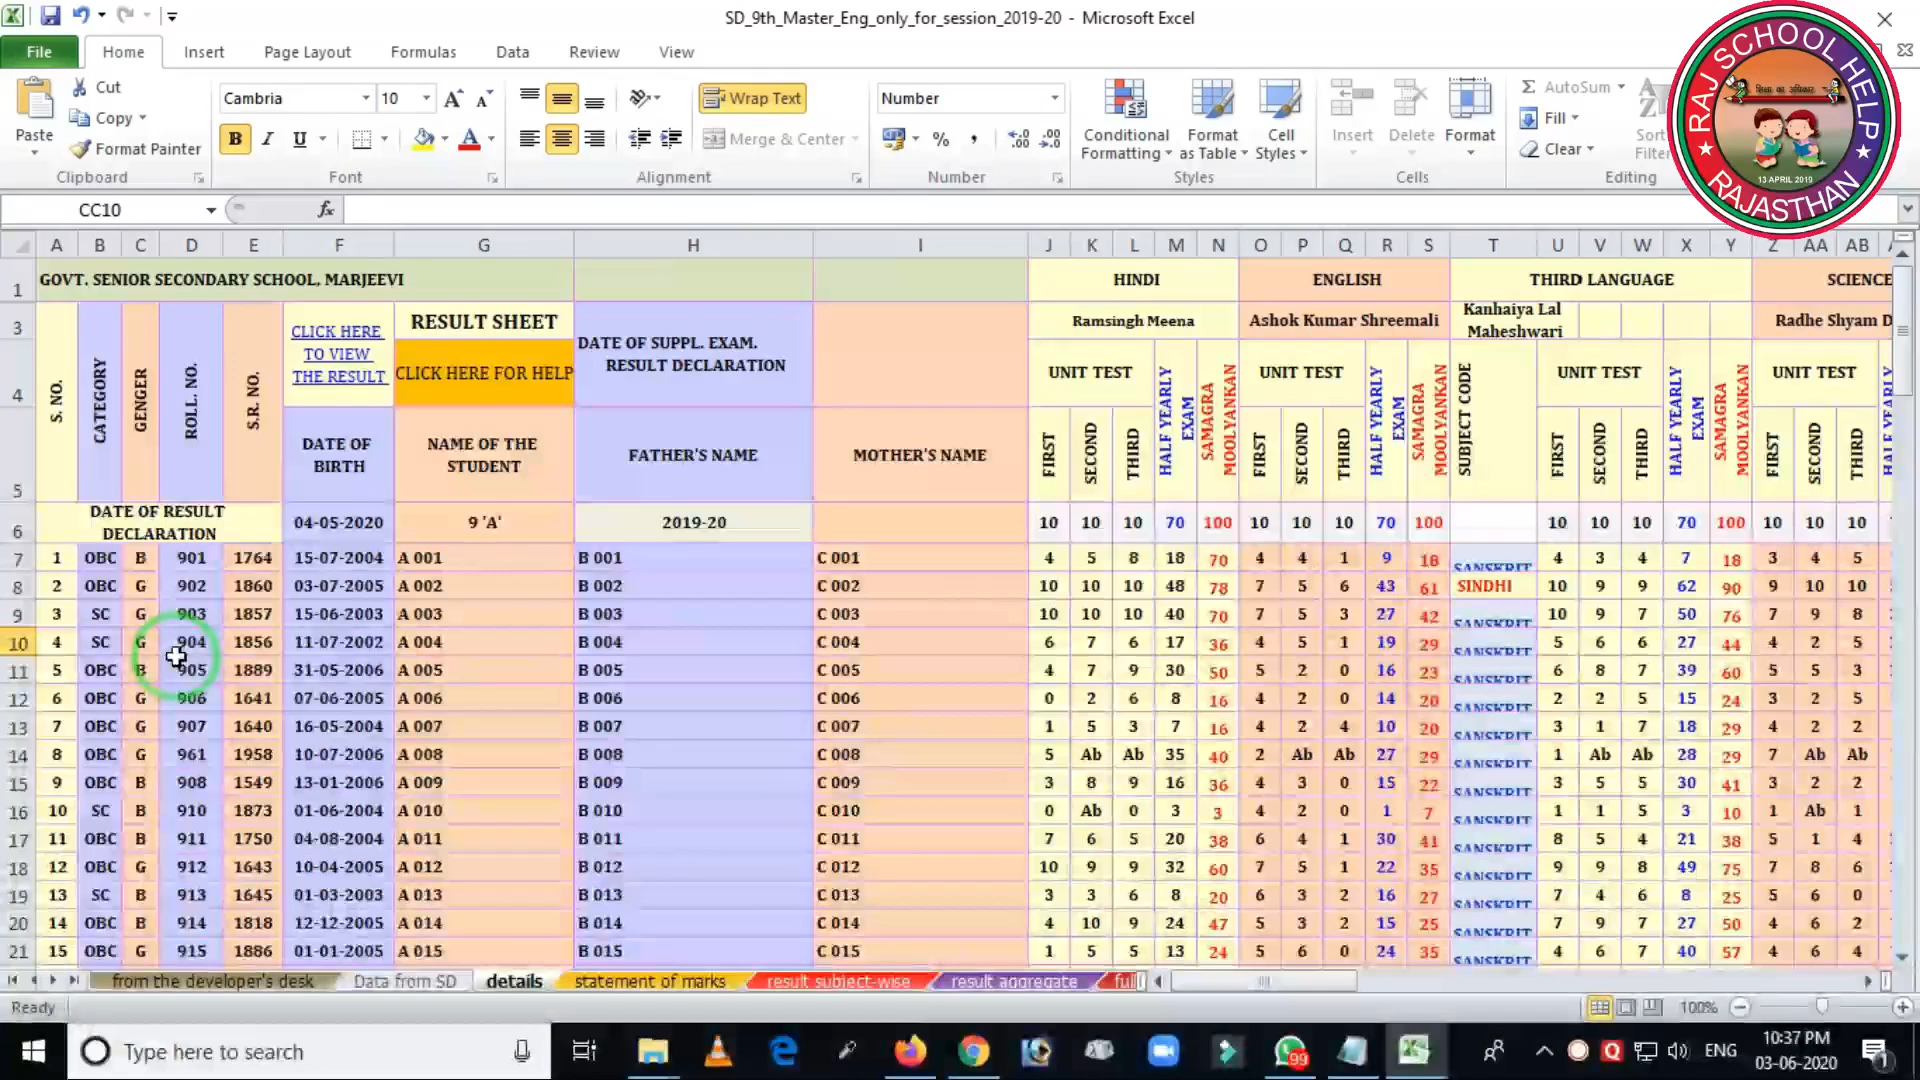 SD_9th_Master_Eng_only_for_session_2019-20 - Microsoft Excel
File Home Insert Page Layout Formulas Data Review View
Paste Cut Copy Format Painter
Clipboard
Cambria 10 B I U
Font
Wrap Text
Merge & Center
Alignment
Number
%
Number
Conditional Formatting Format as Table Cell Styles
Styles
Insert Delete Format
Cells
AutoSum Fill Clear Sort Filter
Editing
RAJ SCHOOL HELP
13 APRIL 2019
RAJASTHAN
CC10 fx
A B C D E F G H I J K L M N O P Q R S T U V W X Y Z AA AB
1 GOVT. SENIOR SECONDARY SCHOOL, MARJEEVI HINDI ENGLISH THIRD LANGUAGE SCIENCE
3 S. NO. CATEGORY GENGER ROLL. NO. S.R. NO. CLICK HERE TO VIEW THE RESULT RESULT SHEET DATE OF SUPPL. EXAM. RESULT DECLARATION Ramsingh Meena Ashok Kumar Shreemali Kanhaiya Lal Maheshwari Radhe Shyam D
4 CLICK HERE FOR HELP UNIT TEST HALF YEARLY EXAM SAMAGRA MOOLYANKAN UNIT TEST HALF YEARLY EXAM SAMAGRA MOOLYANKAN SUBJECT CODE UNIT TEST HALF YEARLY EXAM SAMAGRA MOOLYANKAN UNIT TEST HALF YEARLY
5 DATE OF BIRTH NAME OF THE STUDENT FATHER'S NAME MOTHER'S NAME FIRST SECOND THIRD FIRST SECOND THIRD FIRST SECOND THIRD FIRST SECOND THIRD
6 DATE OF RESULT DECLARATION 04-05-2020 9 'A' 2019-20 10 10 10 70 100 10 10 10 70 100 10 10 10 70 100 10 10 10
7 1 OBC B 901 1764 15-07-2004 A 001 B 001 C 001 4 5 8 18 70 4 4 1 9 18 SANSKRIT 4 3 4 7 18 3 4 5
8 2 OBC G 902 1860 03-07-2005 A 002 B 002 C 002 10 10 10 48 78 7 5 6 43 61 SINDHI 10 9 9 62 90 9 10 10
9 3 SC G 903 1857 15-06-2003 A 003 B 003 C 003 10 10 10 40 70 7 5 3 27 42 SANSKRIT 10 9 7 50 76 7 9 8
10 4 SC G 904 1856 11-07-2002 A 004 B 004 C 004 6 7 6 17 36 4 5 1 19 29 SANSKRIT 5 6 6 27 44 4 2 5
11 5 OBC B 905 1889 31-05-2006 A 005 B 005 C 005 4 7 9 30 50 5 2 0 16 23 SANSKRIT 6 8 7 39 60 5 5 3
12 6 OBC G 906 1641 07-06-2005 A 006 B 006 C 006 0 2 6 8 16 4 2 0 14 20 SANSKRIT 2 2 5 15 24 3 2 5
13 7 OBC G 907 1640 16-05-2004 A 007 B 007 C 007 1 5 3 7 16 4 2 4 10 20 SANSKRIT 3 1 7 18 29 4 2 2
14 8 OBC G 961 1958 10-07-2006 A 008 B 008 C 008 5 Ab Ab 35 40 2 Ab Ab 27 29 SANSKRIT 1 Ab Ab 28 29 7 Ab Ab
15 9 OBC B 908 1549 13-01-2006 A 009 B 009 C 009 3 8 9 16 36 4 3 0 15 22 SANSKRIT 3 5 5 30 41 3 2 2
16 10 SC B 910 1873 01-06-2004 A 010 B 010 C 010 0 Ab 0 3 3 4 2 0 1 7 SANSKRIT 1 1 5 3 10 1 Ab 1
17 11 OBC B 911 1750 04-08-2004 A 011 B 011 C 011 7 6 5 20 38 6 4 1 30 41 SANSKRIT 8 5 4 21 38 5 1 4
18 12 OBC G 912 1643 10-04-2005 A 012 B 012 C 012 10 9 9 32 60 7 5 1 22 35 SANSKRIT 9 9 8 49 75 7 8 6
19 13 SC B 913 1645 01-03-2003 A 013 B 013 C 013 3 3 6 8 20 6 3 2 16 27 SANSKRIT 7 4 6 8 25 5 6 0
20 14 OBC B 914 1818 12-12-2005 A 014 B 014 C 014 4 10 9 24 47 5 3 2 15 25 SANSKRIT 7 9 7 27 50 4 6 2
21 15 OBC G 915 1886 01-01-2005 A 015 B 015 C 015 1 5 5 13 24 5 6 0 24 35 SANSKRIT 4 6 7 40 57 4 6 4
from the developer's desk Data from SD details statement of marks result subject-wise result aggregate full
Ready 100%
Type here to search 99 ENG 10:37 PM
03-06-2020 1